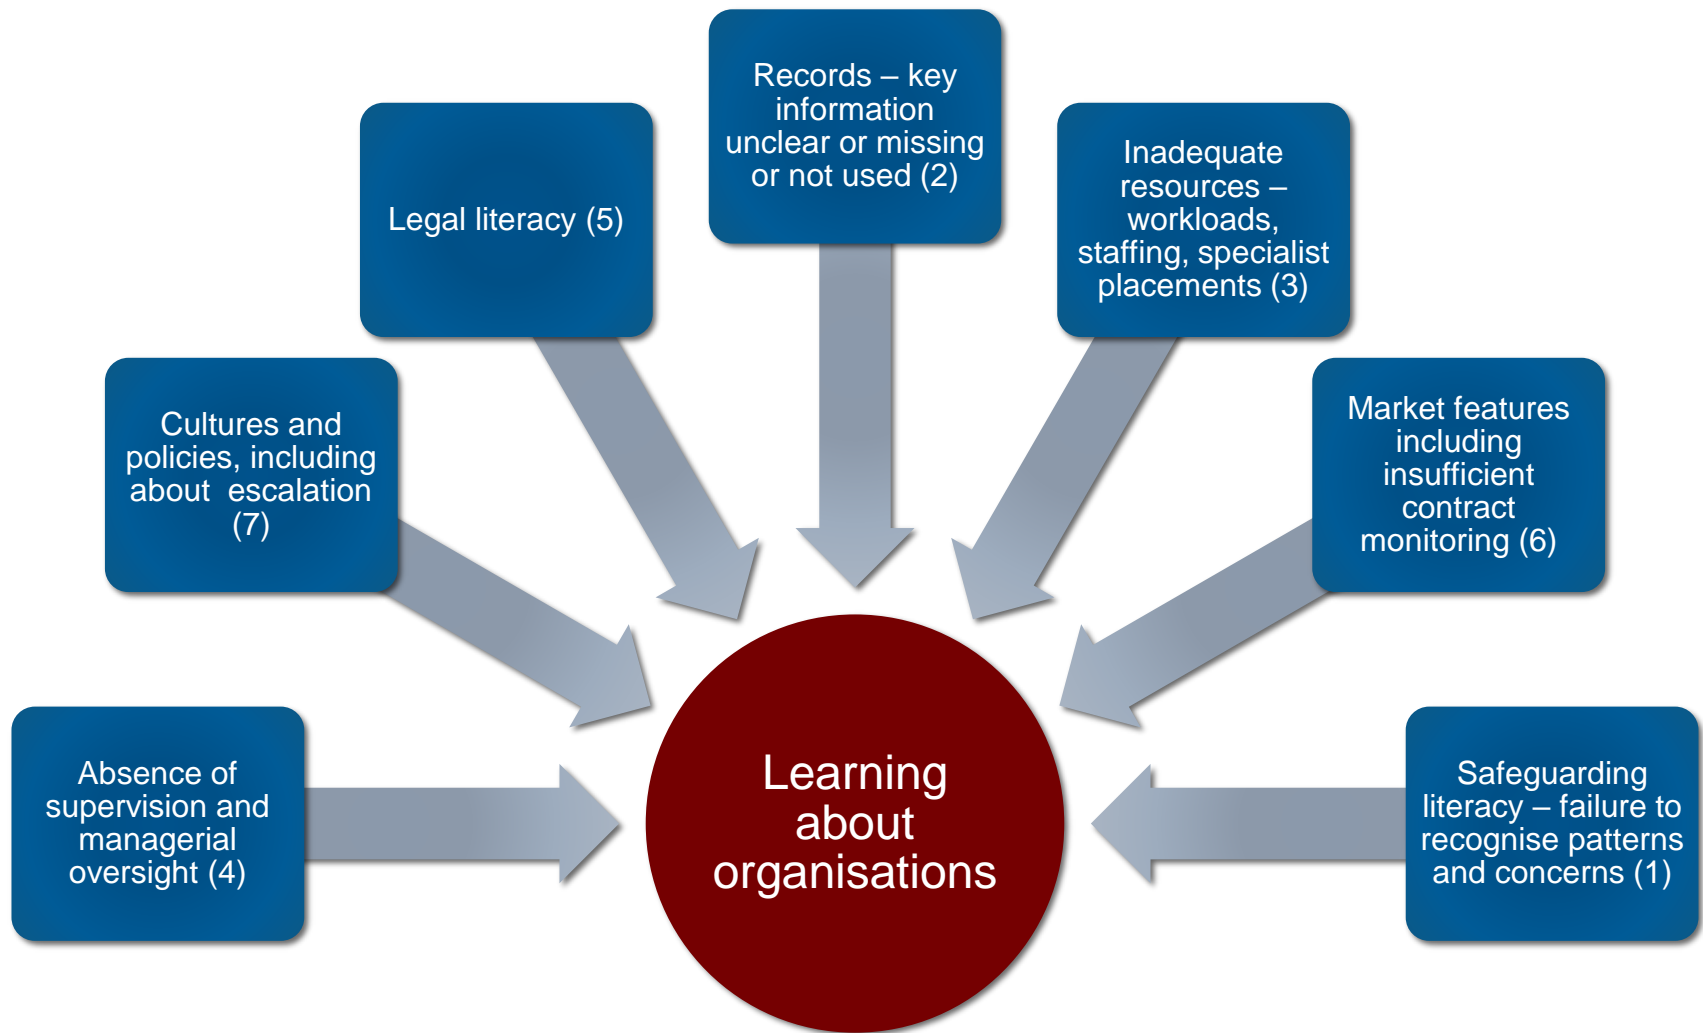 Records – key
information
unclear or missing
or not used (2)
Legal literacy (5)
Inadequate
resources –
workloads,
staffing, specialist
placements (3)
Cultures and
policies, including
about  escalation
(7)
Market features
including
insufficient
contract
monitoring (6)
Absence of
supervision and
managerial
oversight (4)
Learning
about
organisations
Safeguarding
literacy – failure to
recognise patterns
and concerns (1)